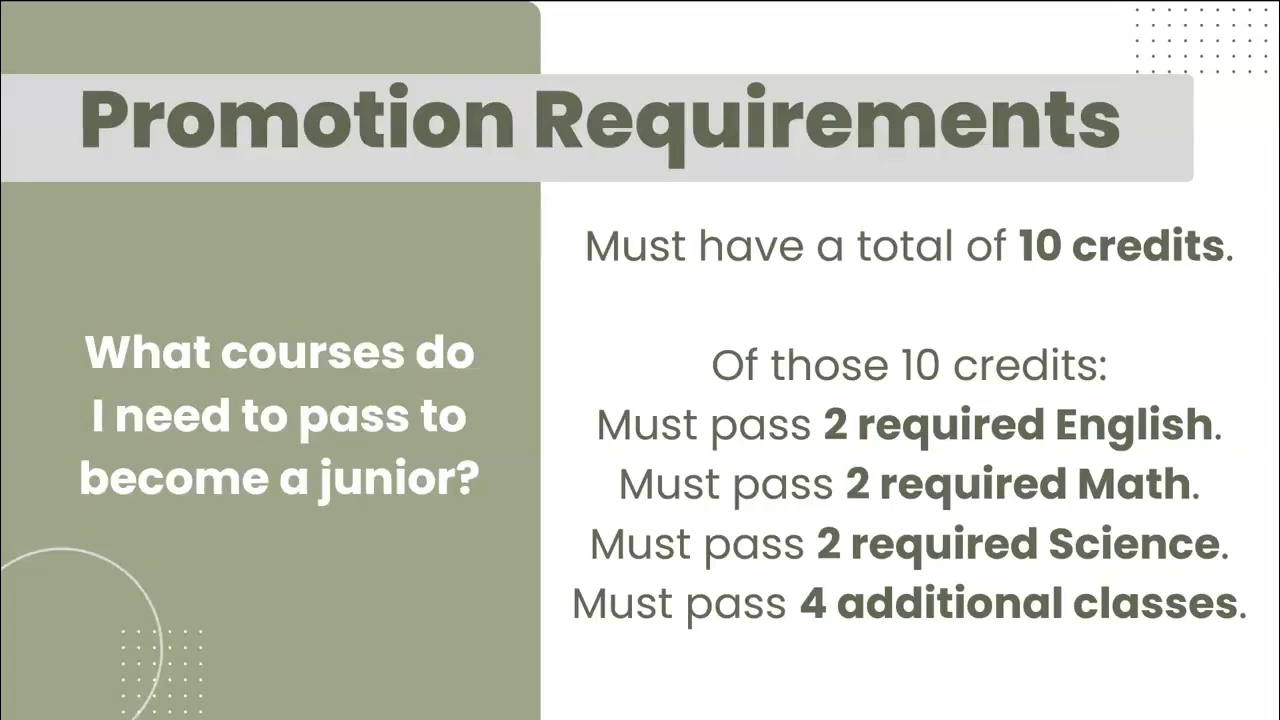 Promotion Requirements
What courses do
I need to pass to
become a junior?
Must have a total of 10 credits.
Of those 10 credits:
Must pass 2 required English.
Must pass 2 required Math.
Must pass 2 required Science.
Must pass 4 additional classes.